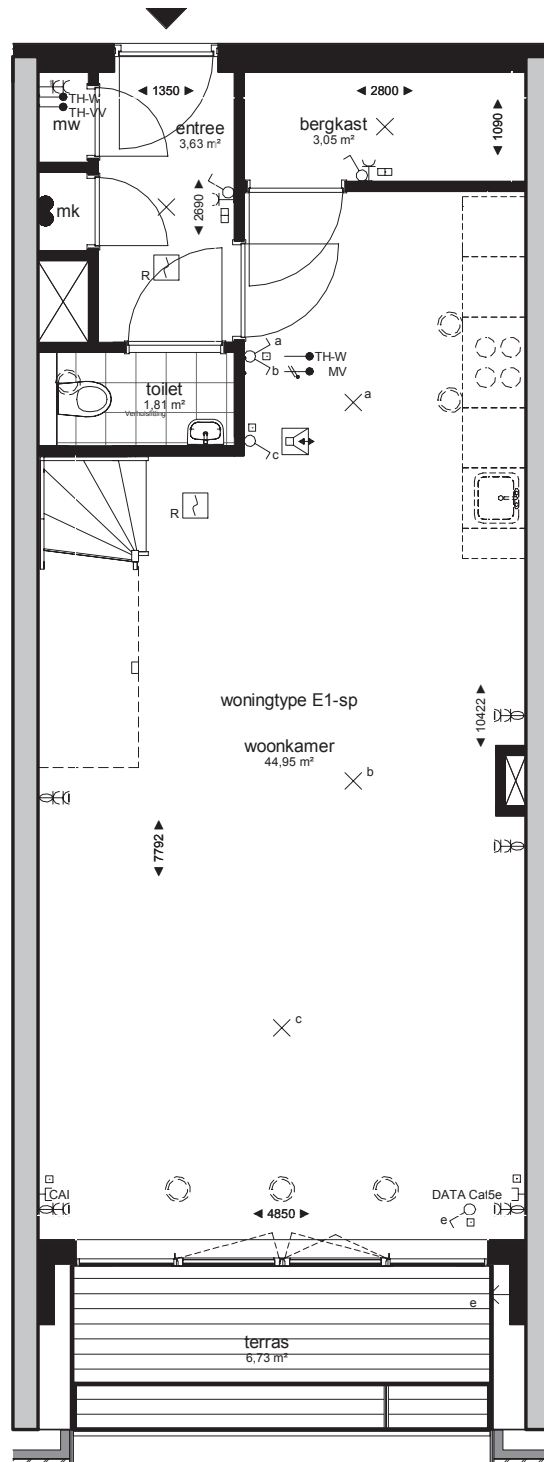 1350
2800
TH-W
TH-VV
mw
entree
3,63 m²
bergkast
3,05 m²
1090
mk
2690
R
a
TH-W
b
MV
toilet
1,81 m²
a
c
R
woningtype E1-sp
10422
woonkamer
44,95 m²
b
7792
c
CAI
DATA Cat5e
4850
e
e
terras
6,73 m²